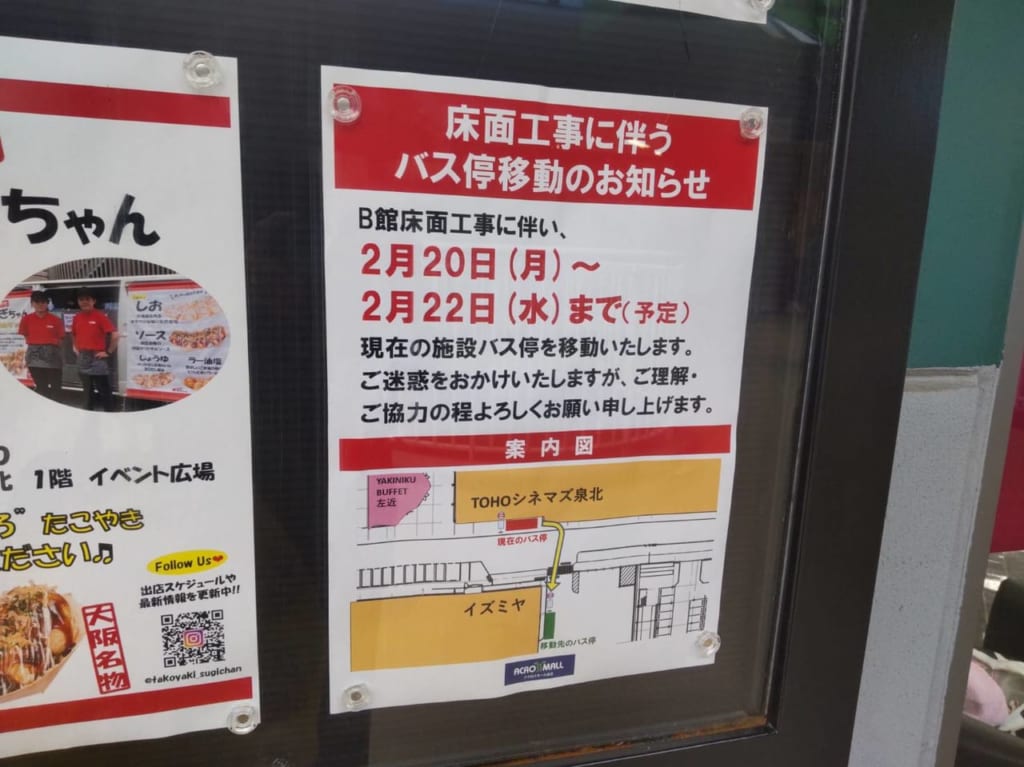 ちゃん
しお
ソース
しょうゆ
ラー油塩
1階 イベント広場
たこやき
ださい♫
Follow Us❤
出店スケジュールや
最新情報を更新中!!
大阪名物
@takoyaki_sugichan
床面工事に伴う
バス停移動のお知らせ
B館床面工事に伴い、
2月20日(月)～
2月22日(水)まで(予定)
現在の施設バス停を移動いたします。
ご迷惑をおかけいたしますが、ご理解・
ご協力の程よろしくお願い申し上げます。
案内図
YAKINIKU
BUFFET
左近
TOHOシネマズ泉北
現在のバス停
イズミヤ
移動先のバス停
ACROSSMALL